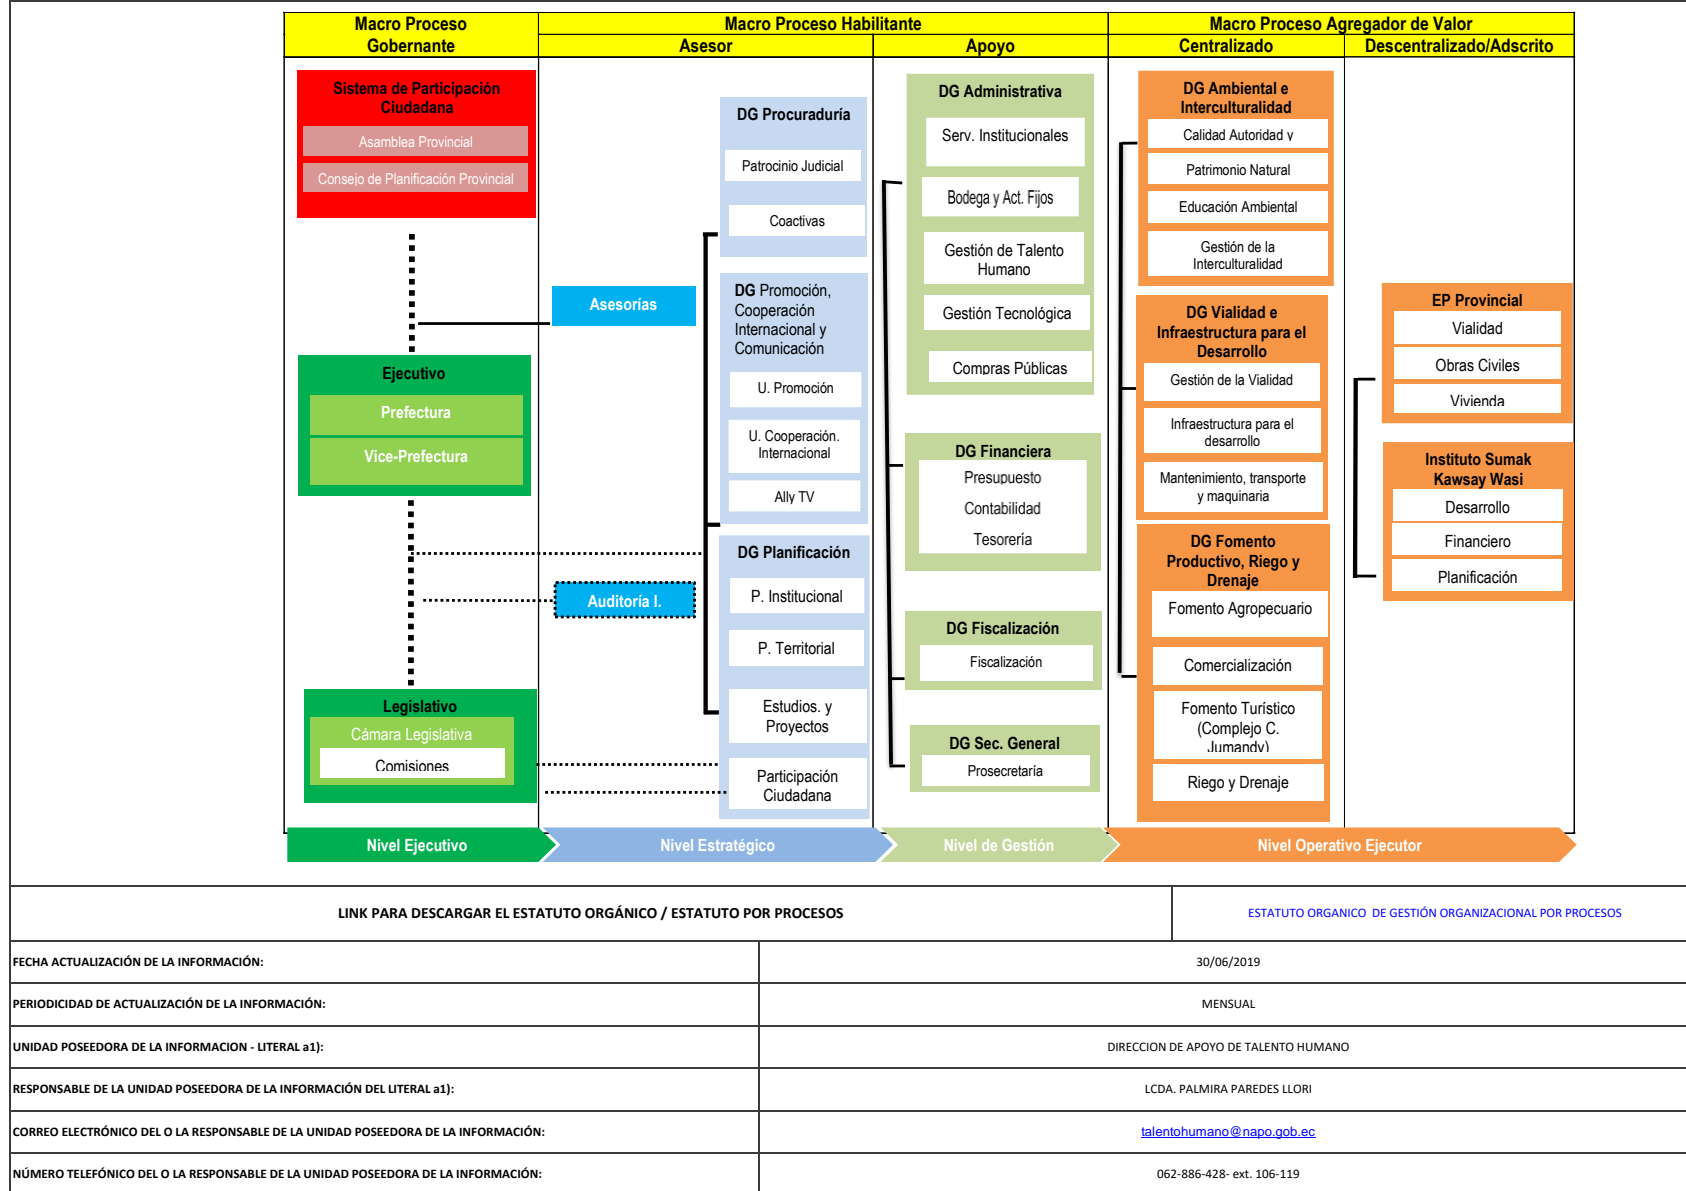 Macro Proceso
Gobernante
Macro Proceso Habilitante
Asesor
Apoyo
Macro Proceso Agregador de Valor
Centralizado
Descentralizado/Adscrito
Sistema de Participación
Ciudadana
Asamblea Provincial
Consejo de Planificación Provincial
Ejecutivo
Prefectura
Vice-Prefectura
Legislativo
Cámara Legislativa
Comisiones
Asesorías
Auditoría I.
DG Procuraduría
Patrocinio Judicial
Coactivas
DG Promoción,
Cooperación
Internacional y
Comunicación
U. Promoción
U. Cooperación.
Internacional
Ally TV
DG Planificación
P. Institucional
P. Territorial
Estudios. y
Proyectos
Participación
Ciudadana
DG Administrativa
Serv. Institucionales
Bodega y Act. Fijos
Gestión de Talento
Humano
Gestión Tecnológica
Compras Públicas
DG Financiera
Presupuesto
Contabilidad
Tesorería
DG Fiscalización
Fiscalización
DG Sec. General
Prosecretaría
DG Ambiental e
Interculturalidad
Calidad Autoridad y
Patrimonio Natural
Educación Ambiental
Gestión de la
Interculturalidad
DG Vialidad e
Infraestructura para el
Desarrollo
Gestión de la Vialidad
Infraestructura para el
desarrollo
Mantenimiento, transporte
y maquinaria
DG Fomento
Productivo, Riego y
Drenaje
Fomento Agropecuario
Comercialización
Fomento Turístico
(Complejo C.
Jumandy)
Riego y Drenaje
EP Provincial
Vialidad
Obras Civiles
Vivienda
Instituto Sumak
Kawsay Wasi
Desarrollo
Financiero
Planificación
Nivel Ejecutivo
Nivel Estratégico
Nivel de Gestión
Nivel Operativo Ejecutor
LINK PARA DESCARGAR EL ESTATUTO ORGÁNICO / ESTATUTO POR PROCESOS
ESTATUTO ORGANICO  DE GESTIÓN ORGANIZACIONAL POR PROCESOS
FECHA ACTUALIZACIÓN DE LA INFORMACIÓN:
30/06/2019
PERIODICIDAD DE ACTUALIZACIÓN DE LA INFORMACIÓN:
MENSUAL
UNIDAD POSEEDORA DE LA INFORMACION - LITERAL a1):
DIRECCION DE APOYO DE TALENTO HUMANO
RESPONSABLE DE LA UNIDAD POSEEDORA DE LA INFORMACIÓN DEL LITERAL a1):
LCDA. PALMIRA PAREDES LLORI
CORREO ELECTRÓNICO DEL O LA RESPONSABLE DE LA UNIDAD POSEEDORA DE LA INFORMACIÓN:
talentohumano@napo.gob.ec
NÚMERO TELEFÓNICO DEL O LA RESPONSABLE DE LA UNIDAD POSEEDORA DE LA INFORMACIÓN:
062-886-428- ext. 106-119